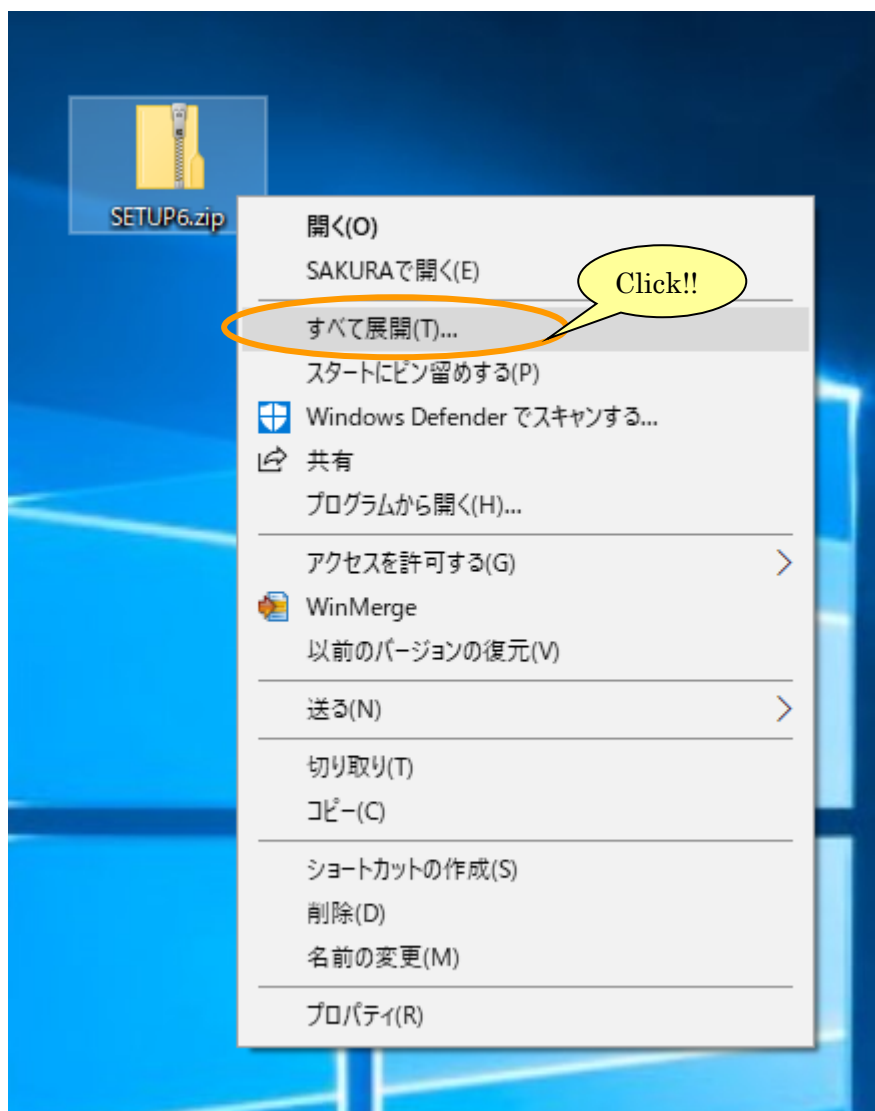 SETUP6.zip
開く(O)
SAKURAで開く(E)
Click!!
すべて展開(T)...
スタートにピン留めする(P)
Windows Defender でスキャンする...
共有
プログラムから開く(H)...
アクセスを許可する(G)
WinMerge
以前のバージョンの復元(V)
送る(N)
切り取り(T)
コピー(C)
ショートカットの作成(S)
削除(D)
名前の変更(M)
プロパティ(R)